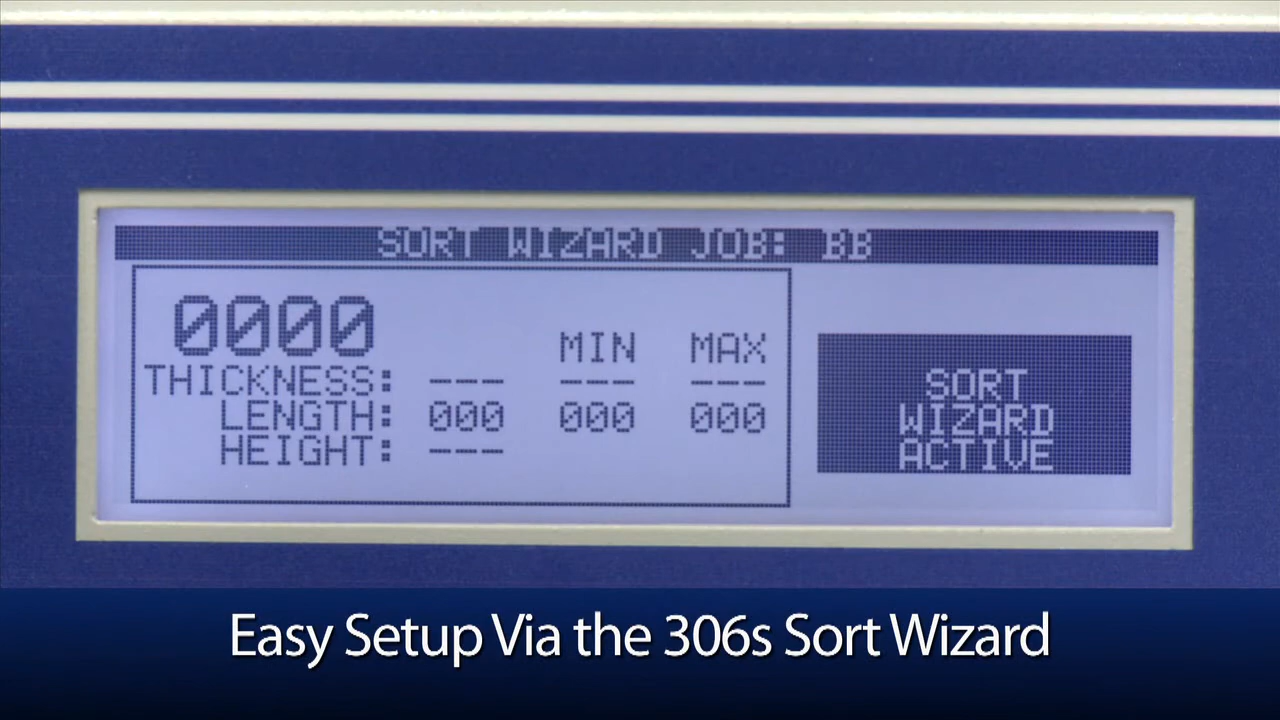 SORT WIZARD JOB: BB
0000
MIN MAX
THICKNESS: --- --- ---
LENGTH: 000 000 000
HEIGHT: ---
SORT
WIZARD
ACTIVE
Easy Setup Via the 306s Sort Wizard